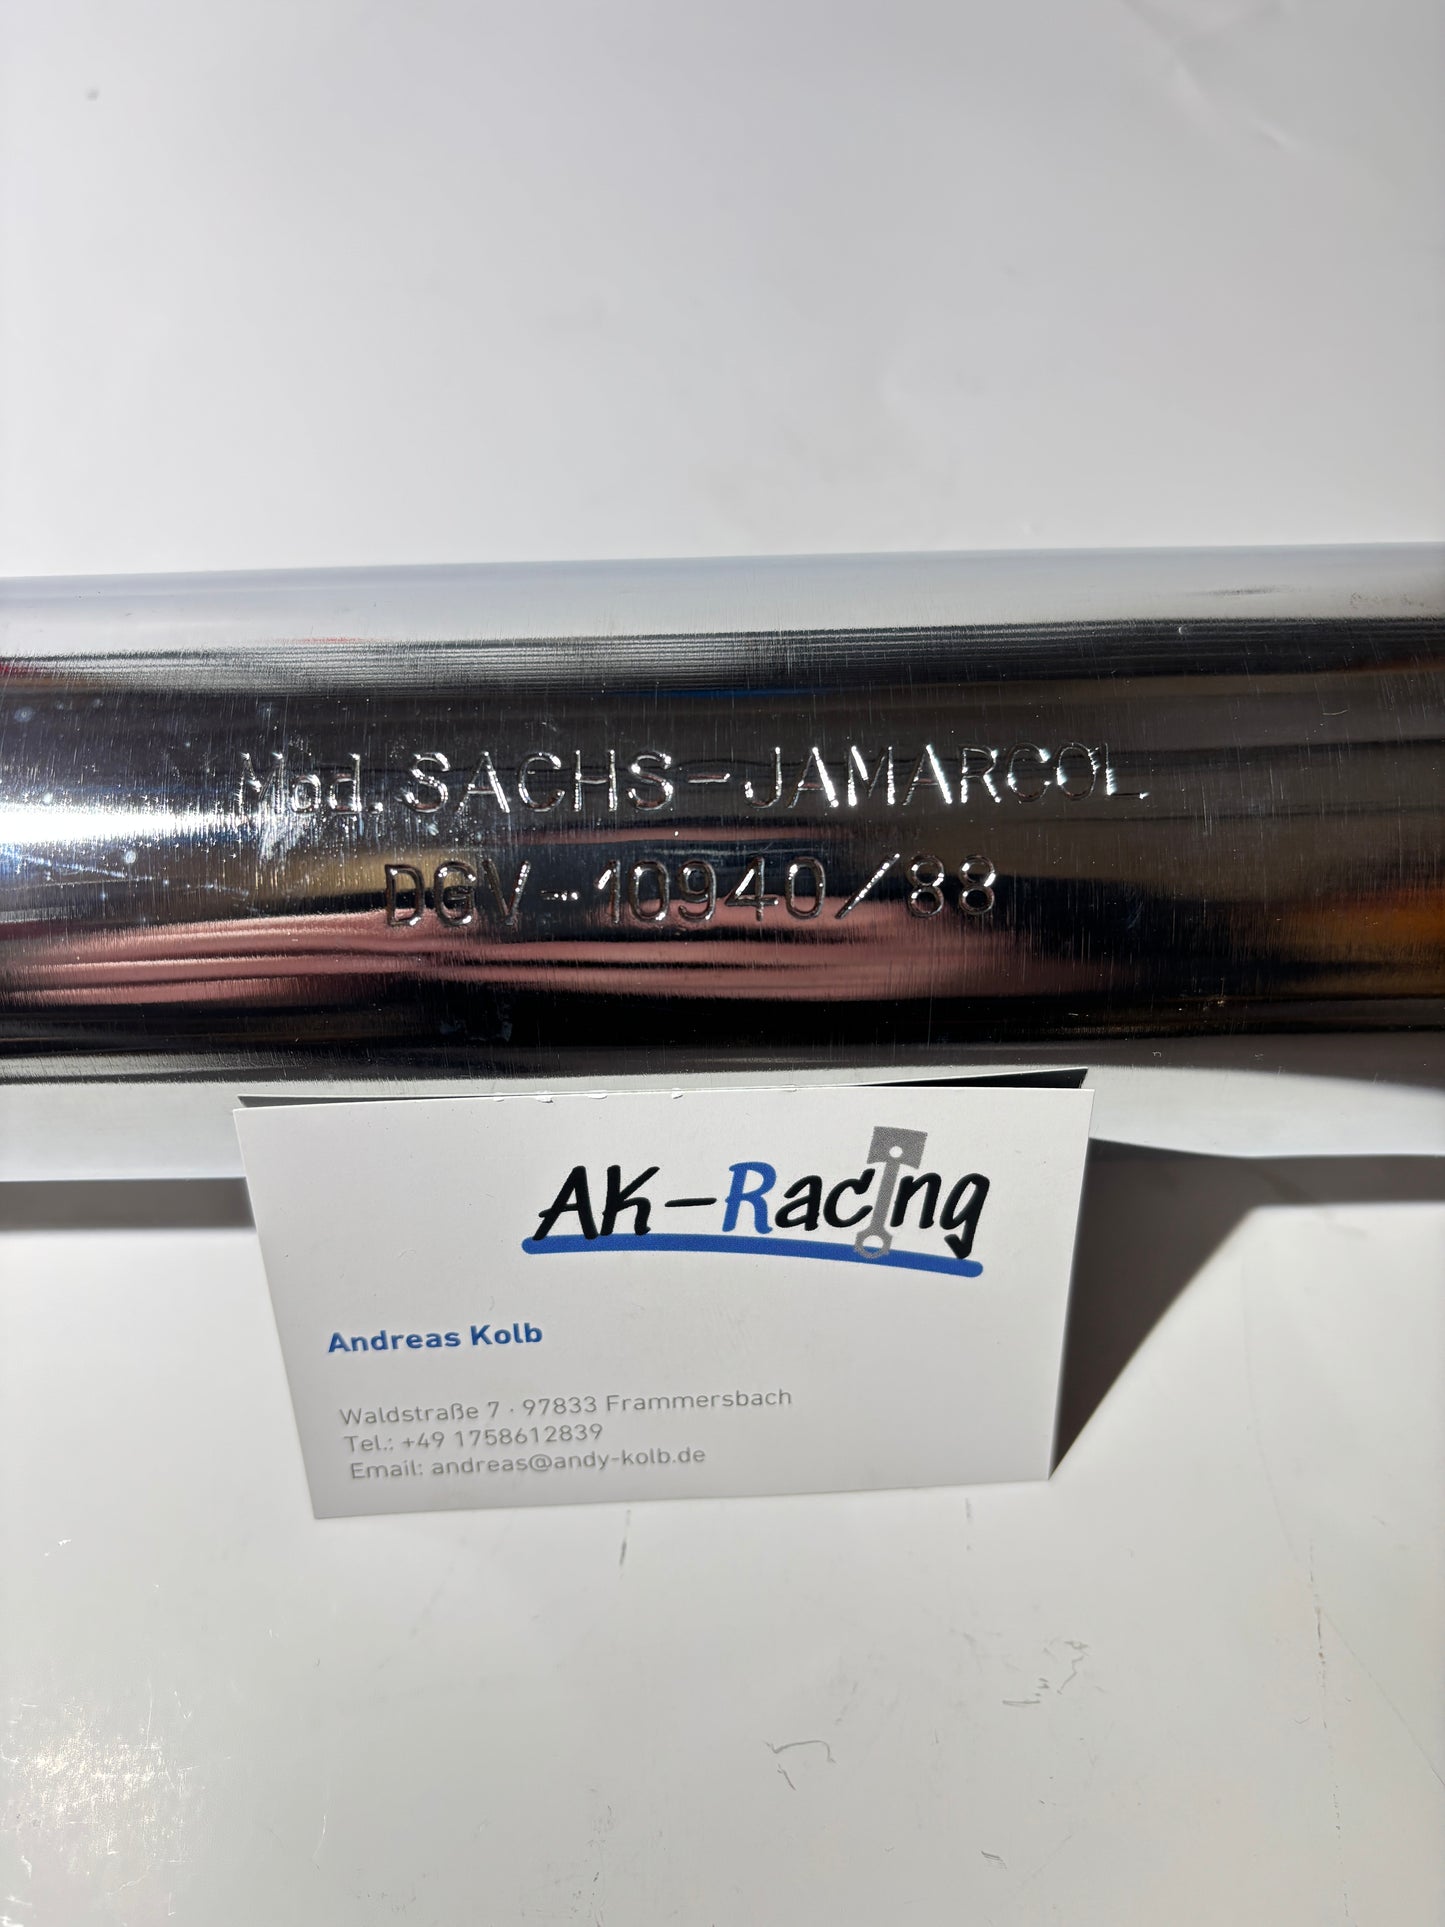 Mod. SACHS-JAMARCOL
DGV-10940/88
AK-Racing
Andreas Kolb
Waldstraße 7 · 97833 Frammersbach
Tel.: +49 1758612839
Email: andreas@andy-kolb.de